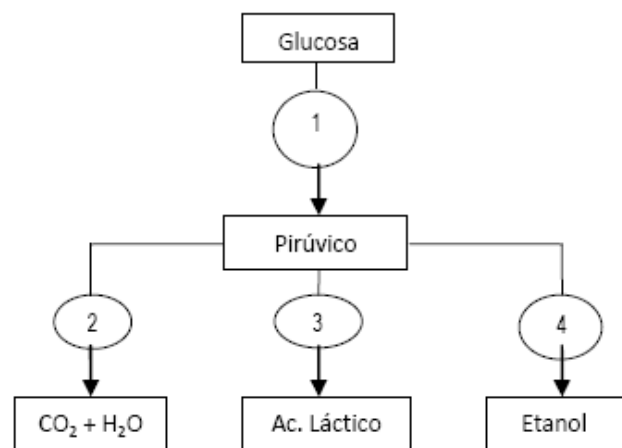 Glucosa
1
Pirúvico
2
3
4
CO₂ + H₂O
Ac. Láctico
Etanol